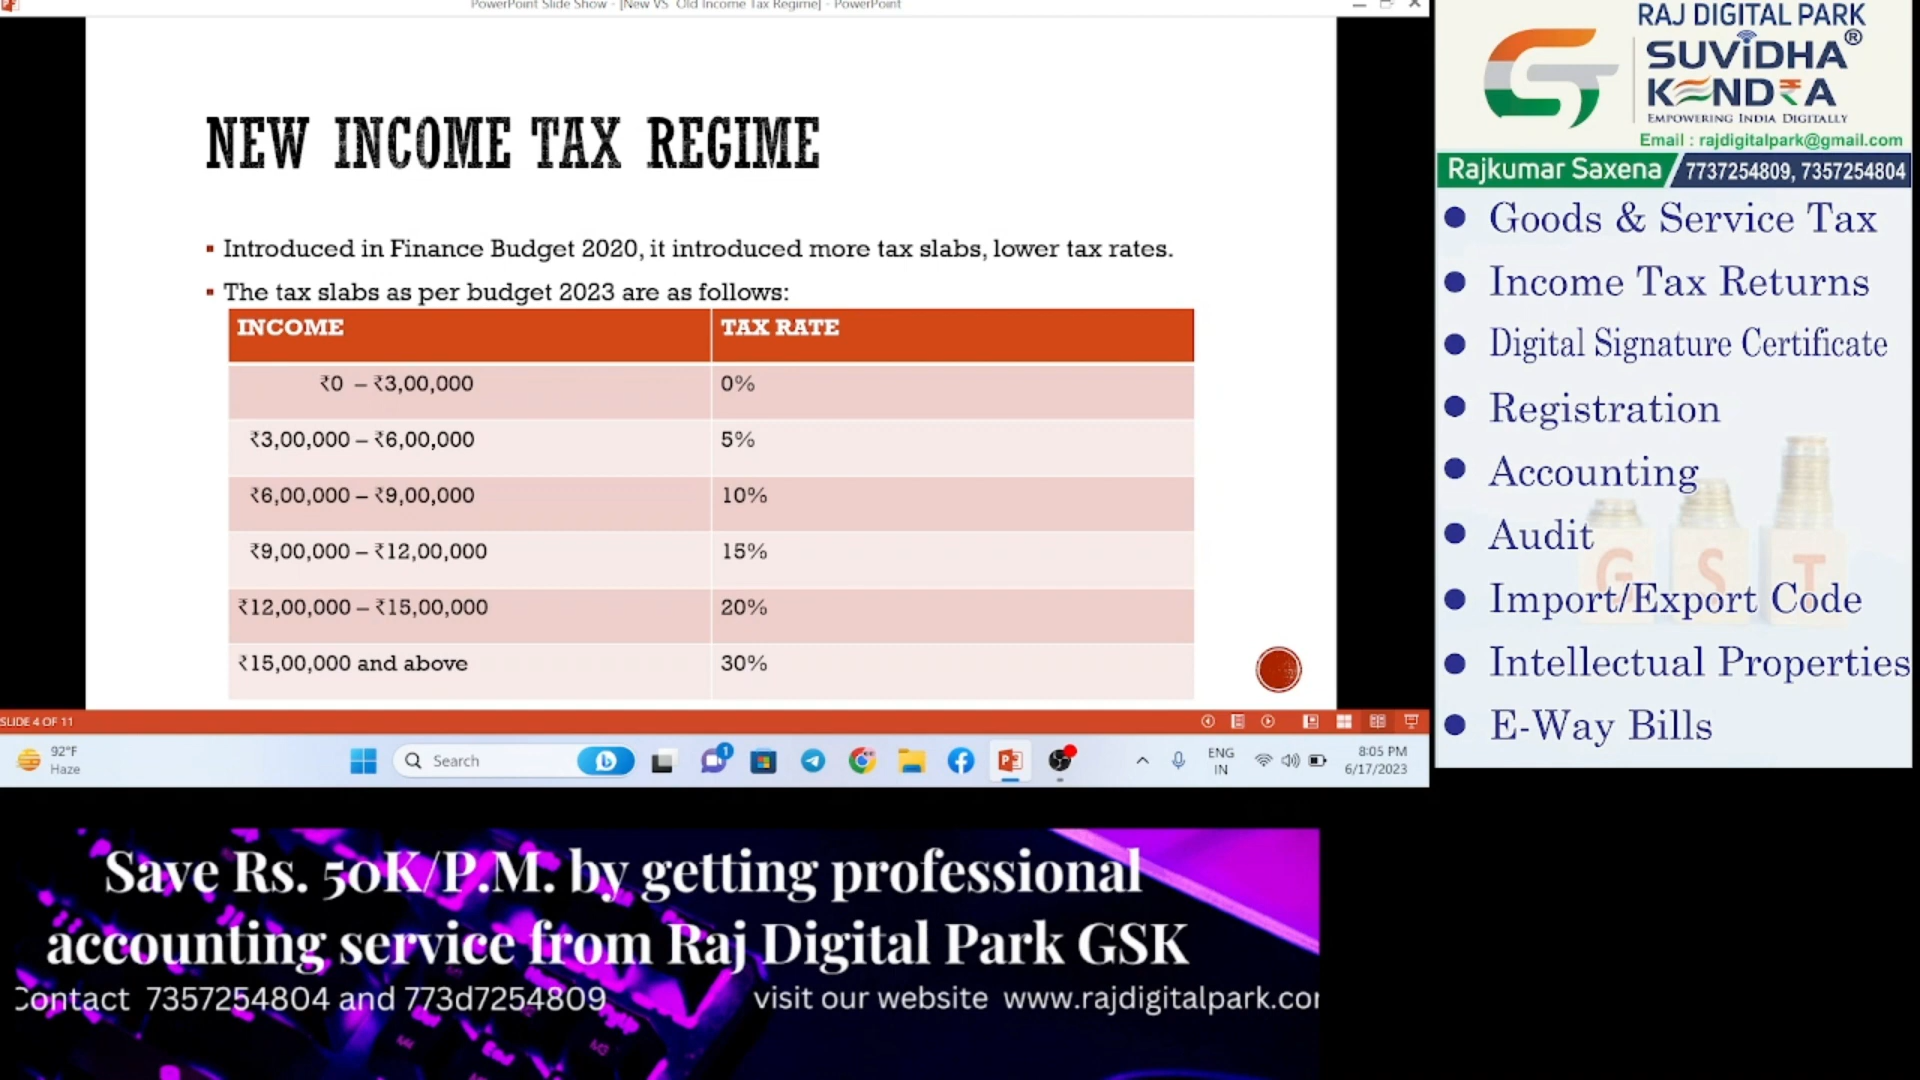 PowerPoint Slide Show - [New VS Old Income Tax Regime] - PowerPoint
NEW INCOME TAX REGIME
▪ Introduced in Finance Budget 2020, it introduced more tax slabs, lower tax rates.
▪ The tax slabs as per budget 2023 are as follows:
INCOME TAX RATE
₹0 – ₹3,00,000 0%
₹3,00,000 – ₹6,00,000 5%
₹6,00,000 – ₹9,00,000 10%
₹9,00,000 – ₹12,00,000 15%
₹12,00,000 – ₹15,00,000 20%
₹15,00,000 and above 30%
SLIDE 4 OF 11
92°F
Haze
Search
1
ENG
IN
8:05 PM
6/17/2023
RAJ DIGITAL PARK
SUVIDHA®
KENDRA
EMPOWERING INDIA DIGITALLY
Email : rajdigitalpark@gmail.com
Rajkumar Saxena / 7737254809, 7357254804
● Goods & Service Tax
● Income Tax Returns
● Digital Signature Certificate
● Registration
● Accounting
● Audit
● Import/Export Code
● Intellectual Properties
● E-Way Bills
G S T
Save Rs. 50K/P.M. by getting professional
accounting service from Raj Digital Park GSK
Contact 7357254804 and 773d7254809 visit our website www.rajdigitalpark.com